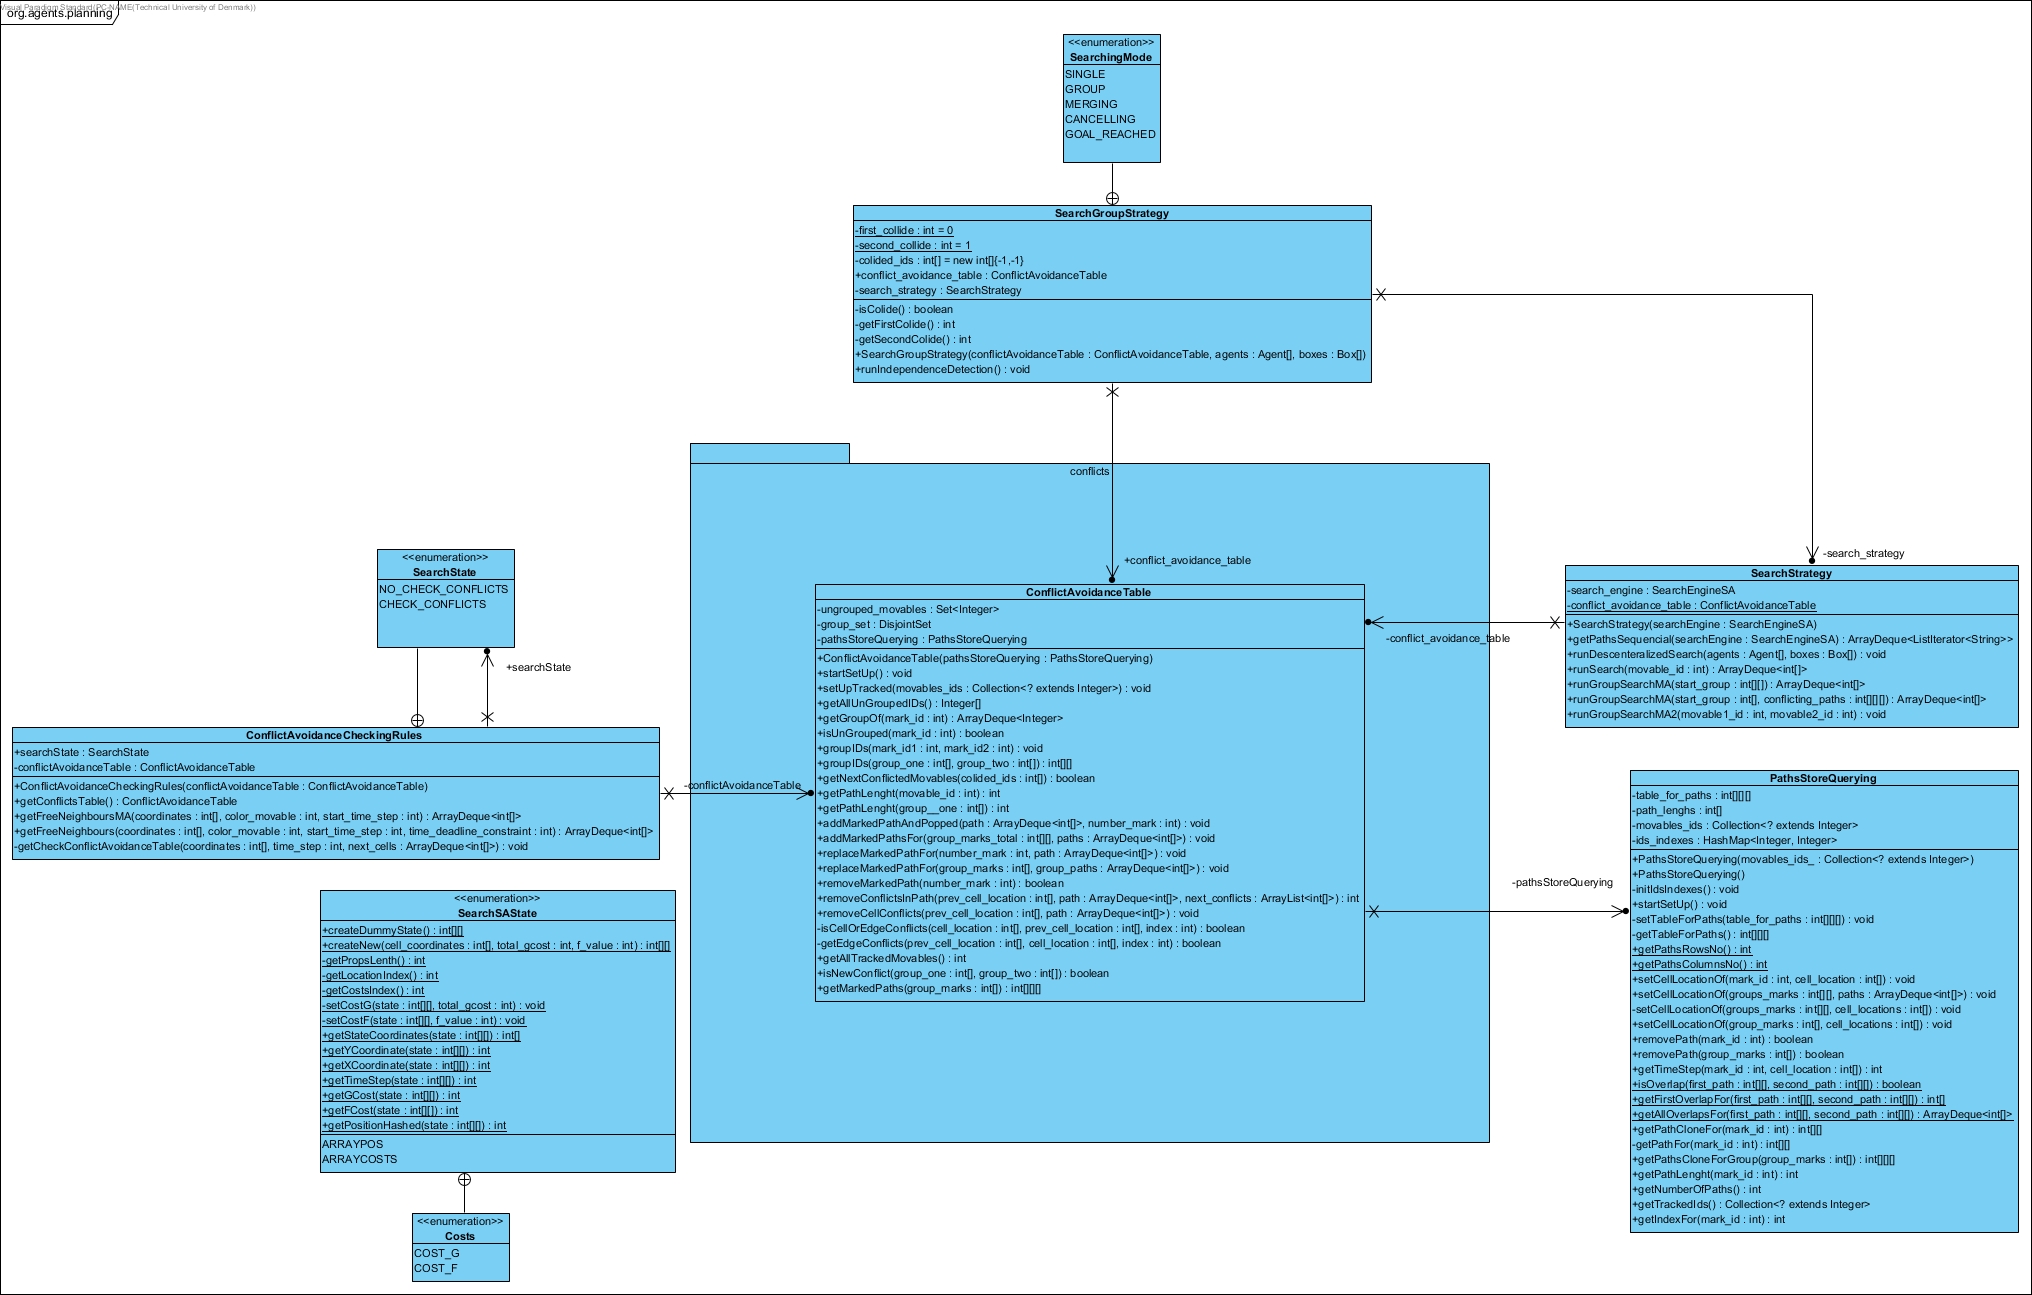 Visual Paradigm Standard(PC-NAME(Technical University of Denmark))
org.agents.planning
<<enumeration>>
SearchingMode
SINGLE
GROUP
MERGING
CANCELLING
GOAL_REACHED
SearchGroupStrategy
-first_collide : int = 0
-second_collide : int = 1
-colided_ids : int[] = new int[]{-1,-1}
+conflict_avoidance_table : ConflictAvoidanceTable
-search_strategy : SearchStrategy
-isColide() : boolean
-getFirstColide() : int
-getSecondColide() : int
+SearchGroupStrategy(conflictAvoidanceTable : ConflictAvoidanceTable, agents : Agent[], boxes : Box[])
+runIndependenceDetection() : void
conflicts
+conflict_avoidance_table
-search_strategy
<<enumeration>>
SearchState
NO_CHECK_CONFLICTS
CHECK_CONFLICTS
+searchState
ConflictAvoidanceTable
-ungrouped_movables : Set<Integer>
-group_set : DisjointSet
-pathsStoreQuerying : PathsStoreQuerying
+ConflictAvoidanceTable(pathsStoreQuerying : PathsStoreQuerying)
+startSetUp() : void
+setUpTracked(movables_ids : Collection<? extends Integer>) : void
+getAllUnGroupedIDs() : Integer[]
+getGroupOf(mark_id : int) : ArrayDeque<Integer>
+isUnGrouped(mark_id : int) : boolean
+groupIDs(mark_id1 : int, mark_id2 : int) : void
+groupIDs(group_one : int[], group_two : int[]) : int[][]
+getNextConflictedMovables(colided_ids : int[]) : boolean
+getPathLenght(movable_id : int) : int
+getPathLenght(group__one : int[]) : int
+addMarkedPathAndPopped(path : ArrayDeque<int[]>, number_mark : int) : void
+addMarkedPathsFor(group_marks_total : int[][], paths : ArrayDeque<int[]>) : void
+replaceMarkedPathFor(number_mark : int, path : ArrayDeque<int[]>) : void
+replaceMarkedPathFor(group_marks : int[], group_paths : ArrayDeque<int[]>) : void
+removeMarkedPath(number_mark : int) : boolean
+removeConflictsInPath(prev_cell_location : int[], path : ArrayDeque<int[]>, next_conflicts : ArrayList<int[]>) : int
+removeCellConflicts(prev_cell_location : int[], path : ArrayDeque<int[]>) : void
-isCellOrEdgeConflicts(cell_location : int[], prev_cell_location : int[], index : int) : boolean
-getEdgeConflicts(prev_cell_location : int[], cell_location : int[], index : int) : boolean
+getAllTrackedMovables() : int
+isNewConflict(group_one : int[], group_two : int[]) : boolean
+getMarkedPaths(group_marks : int[]) : int[][][]
-conflict_avoidance_table
SearchStrategy
-search_engine : SearchEngineSA
-conflict_avoidance_table : ConflictAvoidanceTable
+SearchStrategy(searchEngine : SearchEngineSA)
+getPathsSequencial(searchEngine : SearchEngineSA) : ArrayDeque<ListIterator<String>>
+runDescenteralizedSearch(agents : Agent[], boxes : Box[]) : void
+runSearch(movable_id : int) : ArrayDeque<int[]>
+runGroupSearchMA(start_group : int[][]) : ArrayDeque<int[]>
+runGroupSearchMA(start_group : int[], conflicting_paths : int[][][]) : ArrayDeque<int[]>
+runGroupSearchMA2(movable1_id : int, movable2_id : int) : void
ConflictAvoidanceCheckingRules
+searchState : SearchState
-conflictAvoidanceTable : ConflictAvoidanceTable
+ConflictAvoidanceCheckingRules(conflictAvoidanceTable : ConflictAvoidanceTable)
+getConflictsTable() : ConflictAvoidanceTable
+getFreeNeighboursMA(coordinates : int[], color_movable : int, start_time_step : int) : ArrayDeque<int[]>
+getFreeNeighbours(coordinates : int[], color_movable : int, start_time_step : int, time_deadline_constraint : int) : ArrayDeque<int[]>
-getCheckConflictAvoidanceTable(coordinates : int[], time_step : int, next_cells : ArrayDeque<int[]>) : void
-conflictAvoidanceTable
-pathsStoreQuerying
PathsStoreQuerying
-table_for_paths : int[][][]
-path_lenghs : int[]
-movables_ids : Collection<? extends Integer>
-ids_indexes : HashMap<Integer, Integer>
+PathsStoreQuerying(movables_ids_ : Collection<? extends Integer>)
+PathsStoreQuerying()
-initIdsIndexes() : void
+startSetUp() : void
-setTableForPaths(table_for_paths : int[][][]) : void
-getTableForPaths() : int[][][]
+getPathsRowsNo() : int
+getPathsColumnsNo() : int
+setCellLocationOf(mark_id : int, cell_location : int[]) : void
+setCellLocationOf(groups_marks : int[][], paths : ArrayDeque<int[]>) : void
-setCellLocationOf(groups_marks : int[][], cell_locations : int[]) : void
+setCellLocationOf(group_marks : int[], cell_locations : int[]) : void
+removePath(mark_id : int) : boolean
+removePath(group_marks : int[]) : boolean
+getTimeStep(mark_id : int, cell_location : int[]) : int
+isOverlap(first_path : int[][], second_path : int[][]) : boolean
+getFirstOverlapFor(first_path : int[][], second_path : int[][]) : int[]
+getAllOverlapsFor(first_path : int[][], second_path : int[][]) : ArrayDeque<int[]>
+getPathCloneFor(mark_id : int) : int[][]
-getPathFor(mark_id : int) : int[][]
+getPathsCloneForGroup(group_marks : int[]) : int[][][]
+getPathLenght(mark_id : int) : int
+getNumberOfPaths() : int
+getTrackedIds() : Collection<? extends Integer>
+getIndexFor(mark_id : int) : int
<<enumeration>>
SearchSAState
+createDummyState() : int[][]
+createNew(cell_coordinates : int[], total_gcost : int, f_value : int) : int[][]
-getPropsLenth() : int
-getLocationIndex() : int
-getCostsIndex() : int
-setCostG(state : int[][], total_gcost : int) : void
-setCostF(state : int[][], f_value : int) : void
+getStateCoordinates(state : int[][]) : int[]
+getYCoordinate(state : int[][]) : int
+getXCoordinate(state : int[][]) : int
+getTimeStep(state : int[][]) : int
+getGCost(state : int[][]) : int
+getFCost(state : int[][]) : int
+getPositionHashed(state : int[][]) : int
ARRAYPOS
ARRAYCOSTS
<<enumeration>>
Costs
COST_G
COST_F